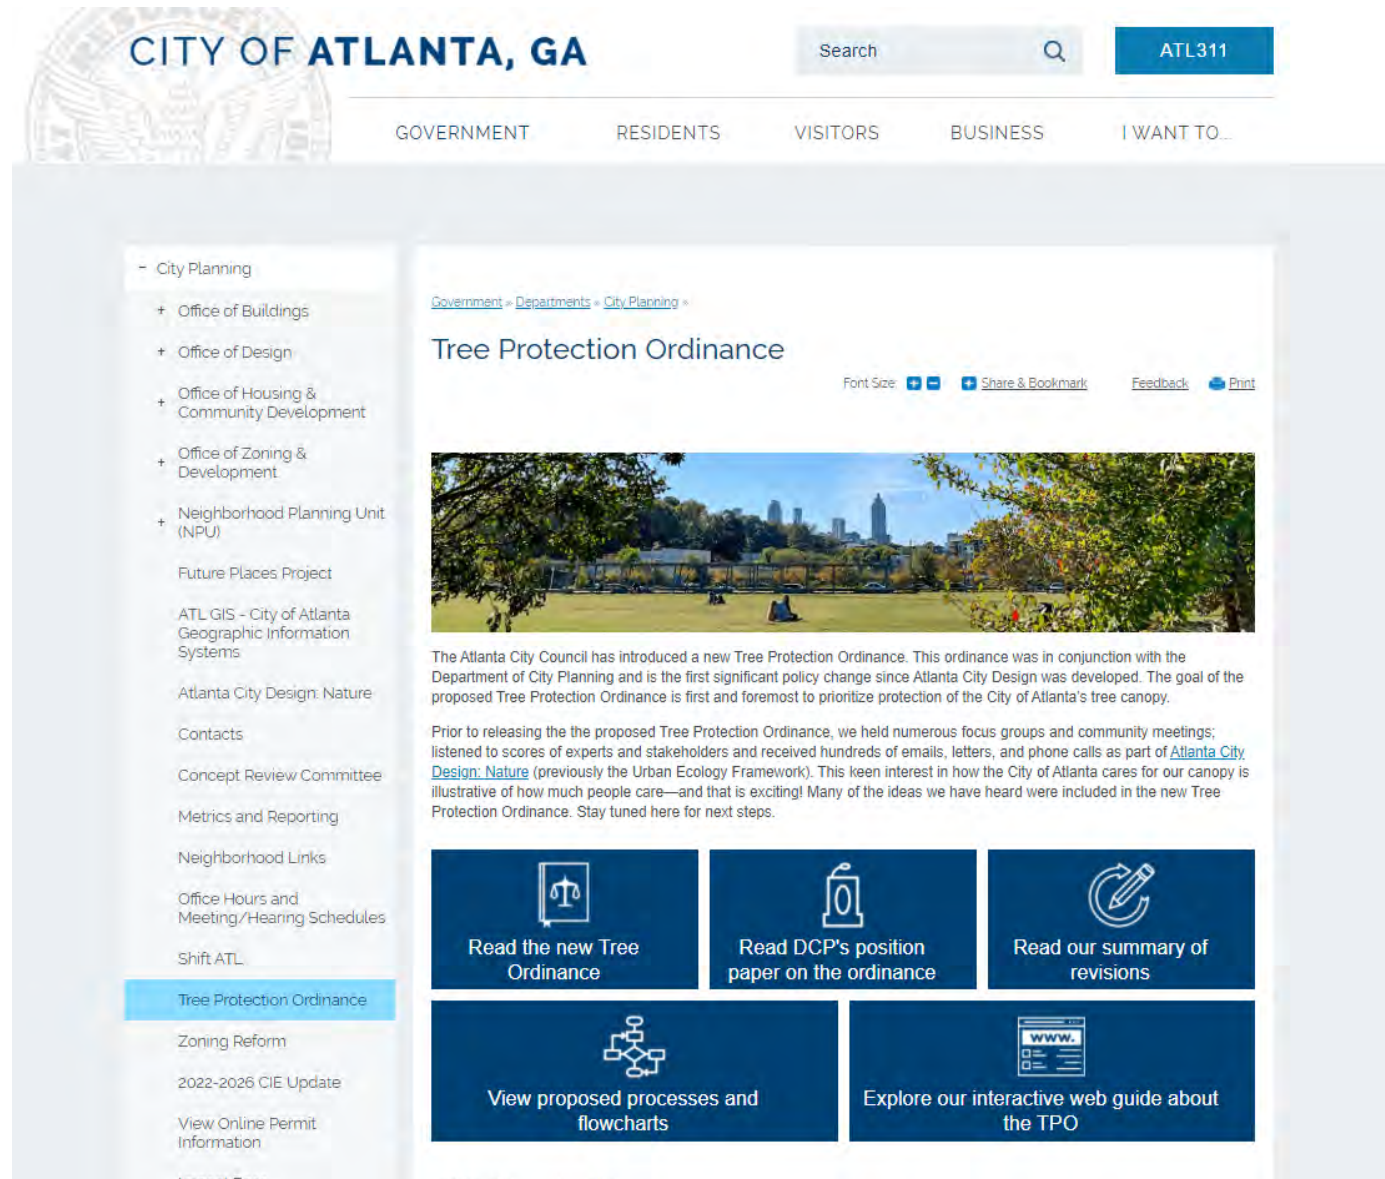 CITY OF ATLANTA, GA
Search
ATL311
GOVERNMENT
RESIDENTS
VISITORS
BUSINESS
I WANT TO...
- City Planning
+ Office of Buildings
+ Office of Design
+ Office of Housing &
Community Development
+ Office of Zoning &
Development
+ Neighborhood Planning Unit
(NPU)
Future Places Project
ATL GIS - City of Atlanta
Geographic Information
Systems
Atlanta City Design: Nature
Contacts
Concept Review Committee
Metrics and Reporting
Neighborhood Links
Office Hours and
Meeting/Hearing Schedules
Shift ATL
Tree Protection Ordinance
Zoning Reform
2022-2026 CIE Update
View Online Permit
Information
Government » Departments » City Planning »
Tree Protection Ordinance
Font Size: + - + Share & Bookmark Feedback Print
The Atlanta City Council has introduced a new Tree Protection Ordinance. This ordinance was in conjunction with the
Department of City Planning and is the first significant policy change since Atlanta City Design was developed. The goal of the
proposed Tree Protection Ordinance is first and foremost to prioritize protection of the City of Atlanta's tree canopy.
Prior to releasing the the proposed Tree Protection Ordinance, we held numerous focus groups and community meetings;
listened to scores of experts and stakeholders and received hundreds of emails, letters, and phone calls as part of Atlanta City
Design: Nature (previously the Urban Ecology Framework). This keen interest in how the City of Atlanta cares for our canopy is
illustrative of how much people care—and that is exciting! Many of the ideas we have heard were included in the new Tree
Protection Ordinance. Stay tuned here for next steps.
Read the new Tree
Ordinance
Read DCP's position
paper on the ordinance
Read our summary of
revisions
View proposed processes and
flowcharts
www.
Explore our interactive web guide about
the TPO